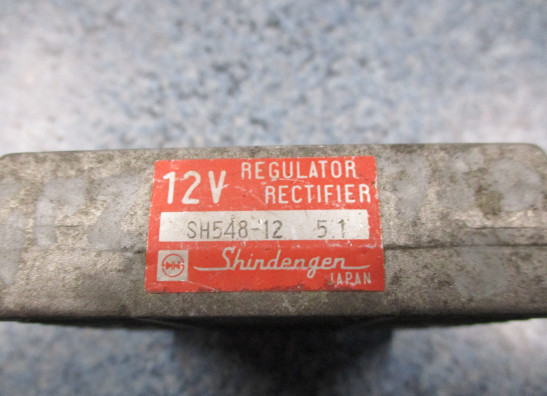 12V REGULATOR
RECTIFIER
SH548-12 5.1
Shindengen
JAPAN